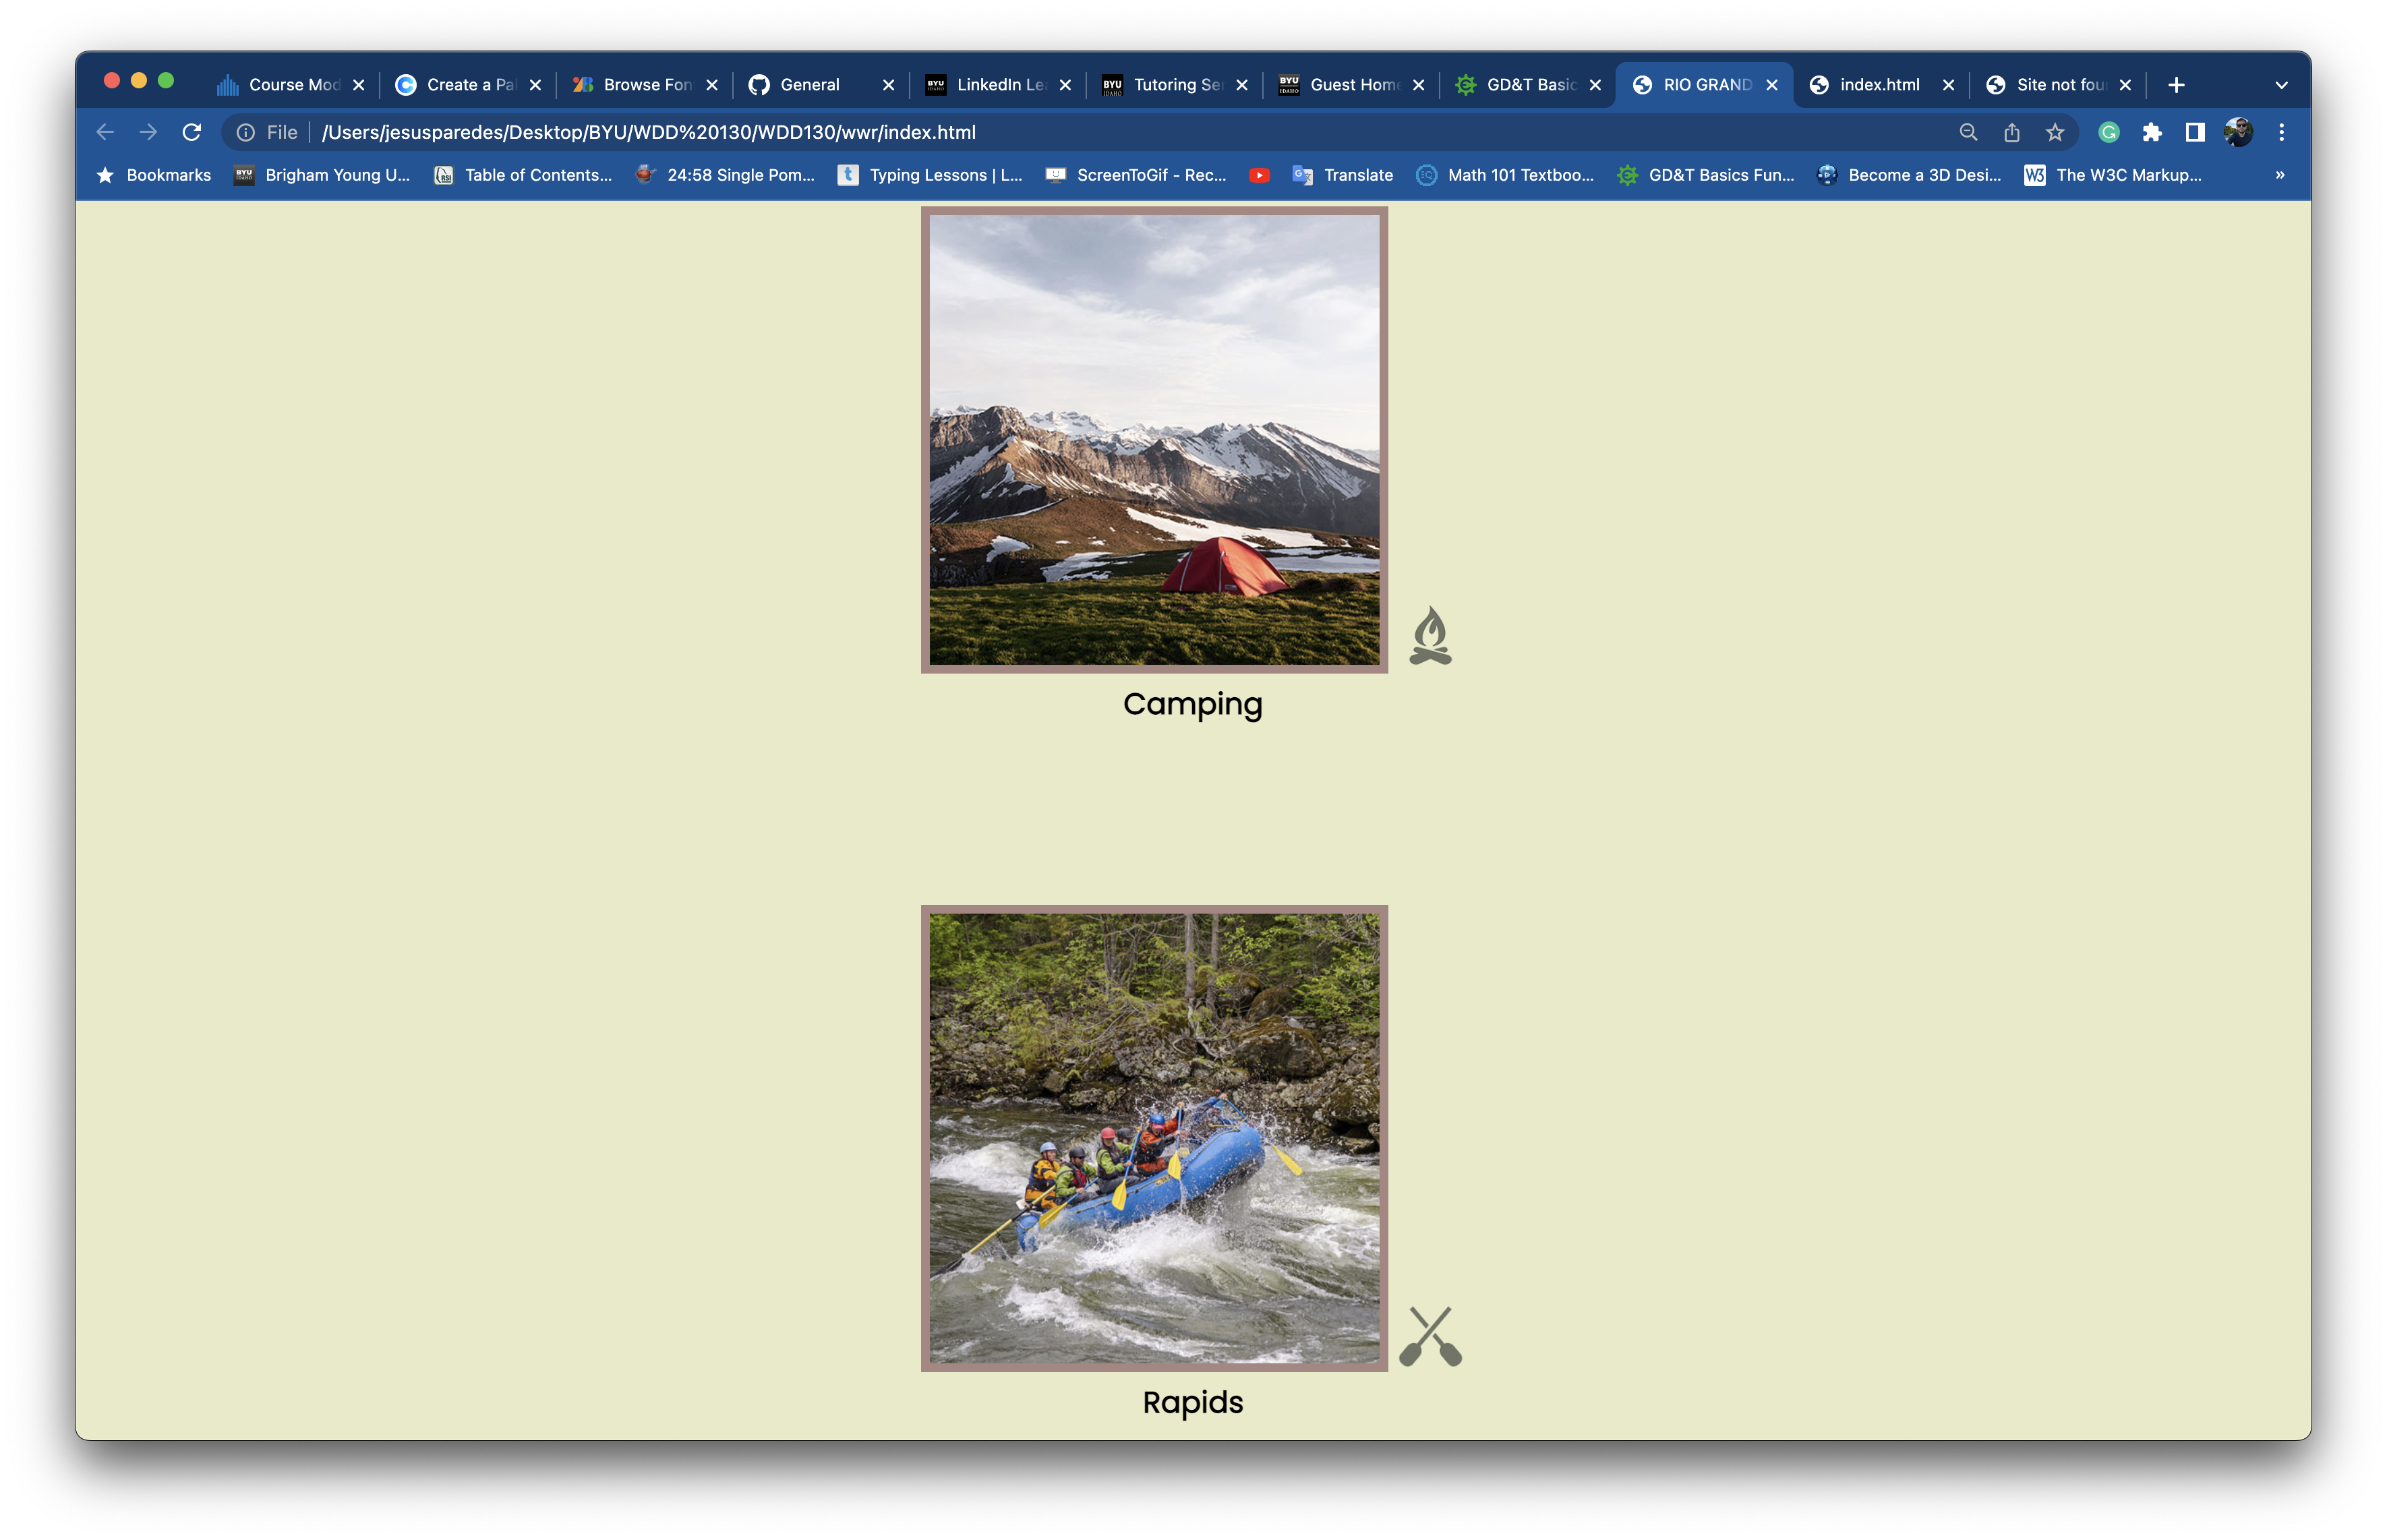 Course Mod
Create a Pal
Browse Fon
General
LinkedIn Le
Tutoring Se
Guest Home
GD&T Basic
RIO GRAND
index.html
Site not fou
File /Users/jesusparedes/Desktop/BYU/WDD%20130/WDD130/wwr/index.html
Bookmarks
Brigham Young U...
Table of Contents...
24:58 Single Pom...
Typing Lessons | L...
ScreenToGif - Rec...
Translate
Math 101 Textboo...
GD&T Basics Fun...
Become a 3D Desi...
The W3C Markup...
Camping
Rapids